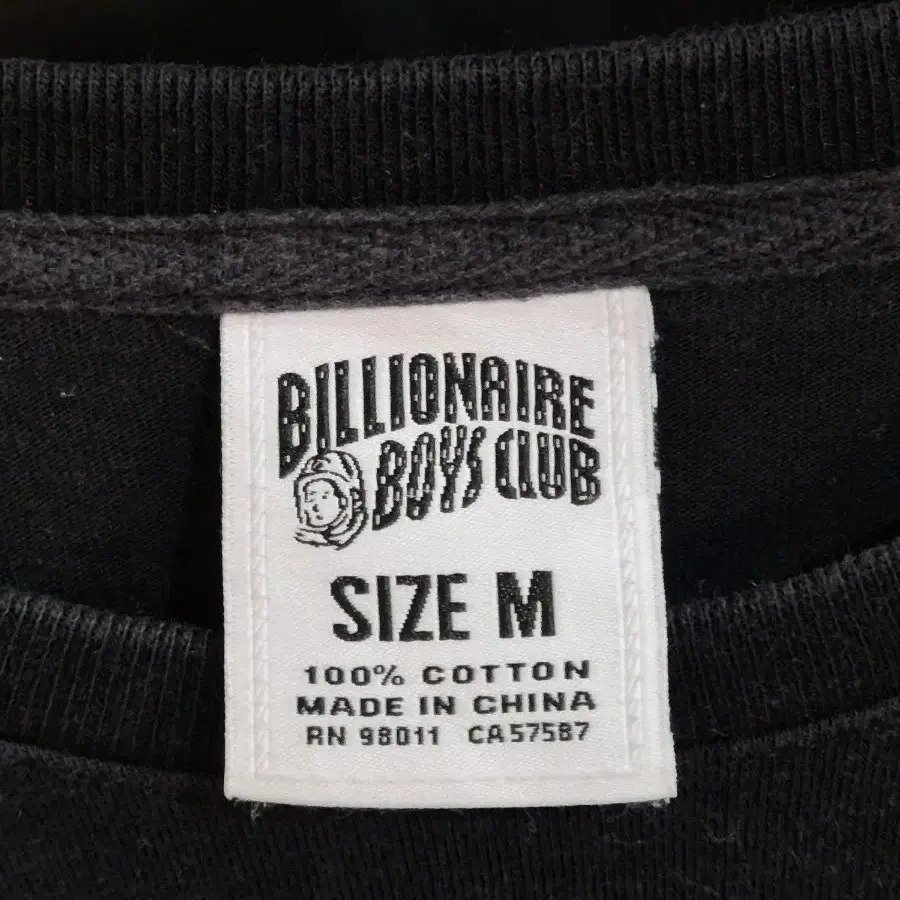 BILLIONAIRE
BOYS CLUB
SIZE M
100% COTTON
MADE IN CHINA
RN 98011 CA57587